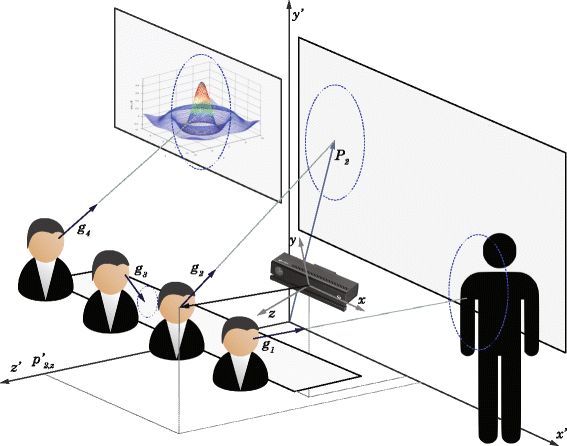 y'
P₂
g₄
g₃
g₂
y
x
z
g₁
z'
p'₂,z
x'